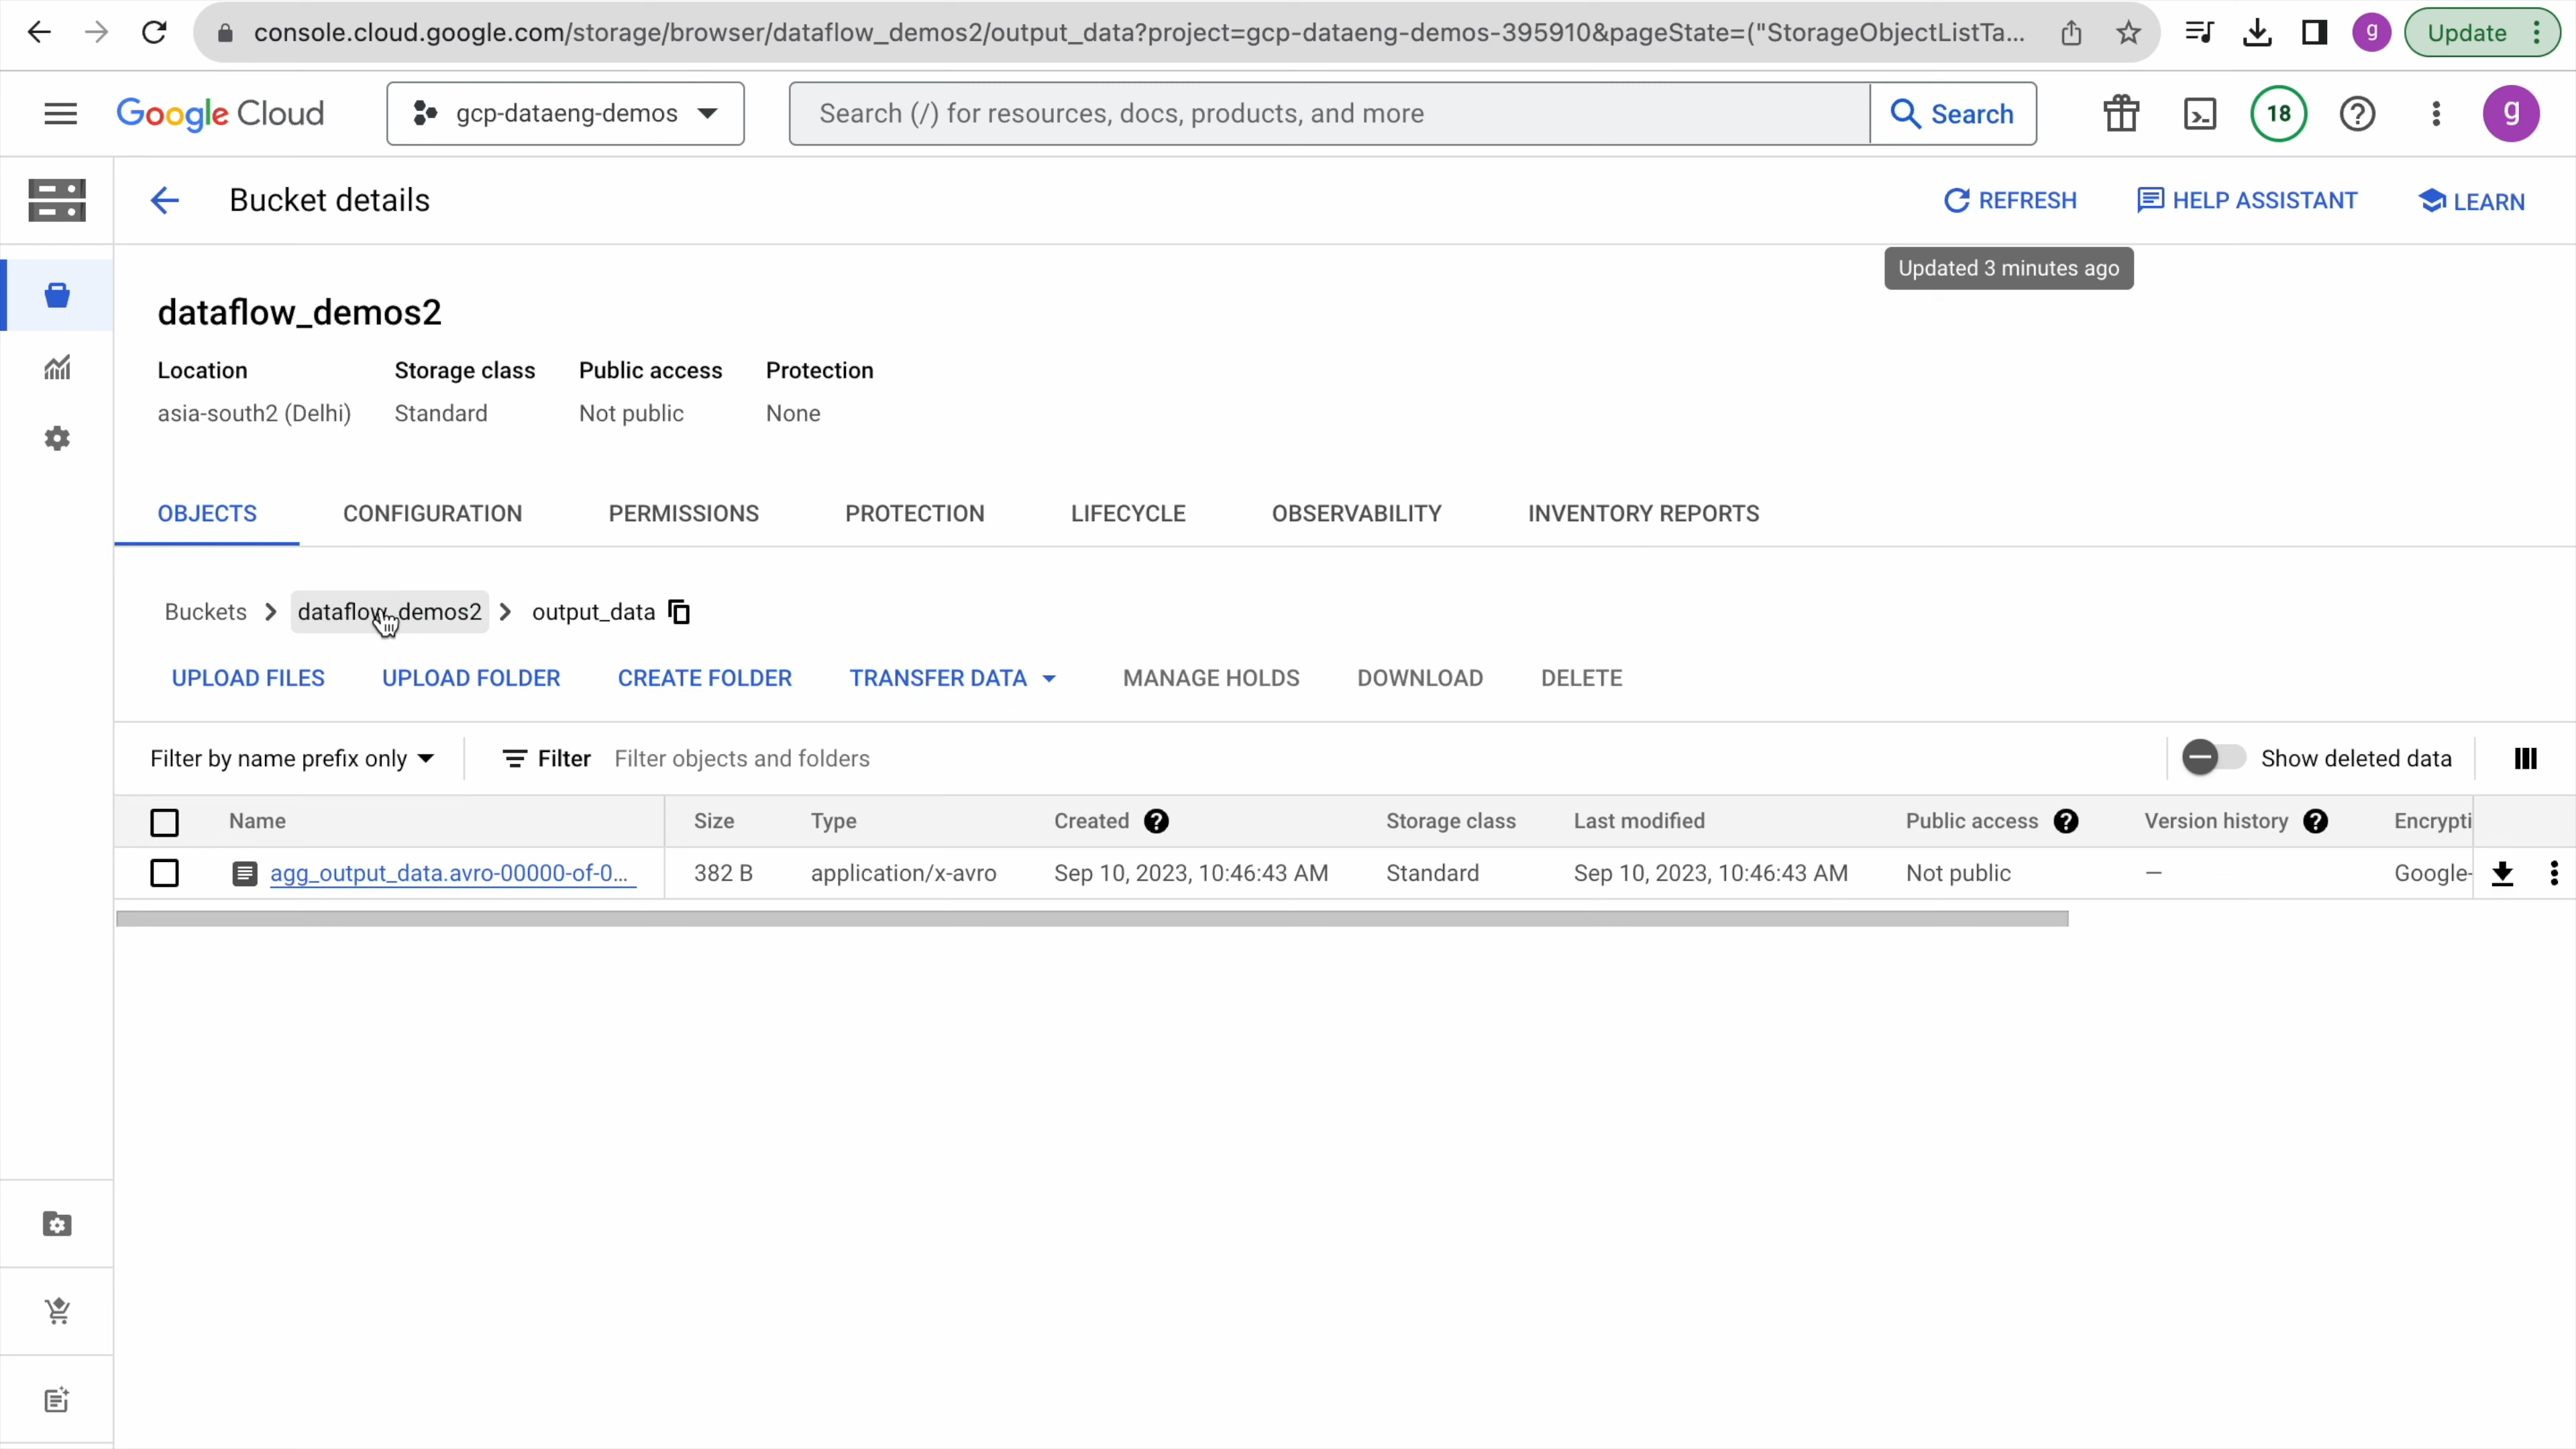 console.cloud.google.com/storage/browser/dataflow_demos2/output_data?project=gcp-dataeng-demos-395910&pageState=("StorageObjectListTa...
g
Update
Google Cloud
gcp-dataeng-demos
Search (/) for resources, docs, products, and more
Search
18
g
Bucket details
REFRESH
HELP ASSISTANT
LEARN
Updated 3 minutes ago
dataflow_demos2
Location Storage class Public access Protection
asia-south2 (Delhi) Standard Not public None
OBJECTS CONFIGURATION PERMISSIONS PROTECTION LIFECYCLE OBSERVABILITY INVENTORY REPORTS
Buckets > dataflow_demos2 > output_data
UPLOAD FILES UPLOAD FOLDER CREATE FOLDER TRANSFER DATA MANAGE HOLDS DOWNLOAD DELETE
Filter by name prefix only Filter Filter objects and folders Show deleted data
Name Size Type Created Storage class Last modified Public access Version history Encrypti
agg_output_data.avro-00000-of-0... 382 B application/x-avro Sep 10, 2023, 10:46:43 AM Standard Sep 10, 2023, 10:46:43 AM Not public — Google-